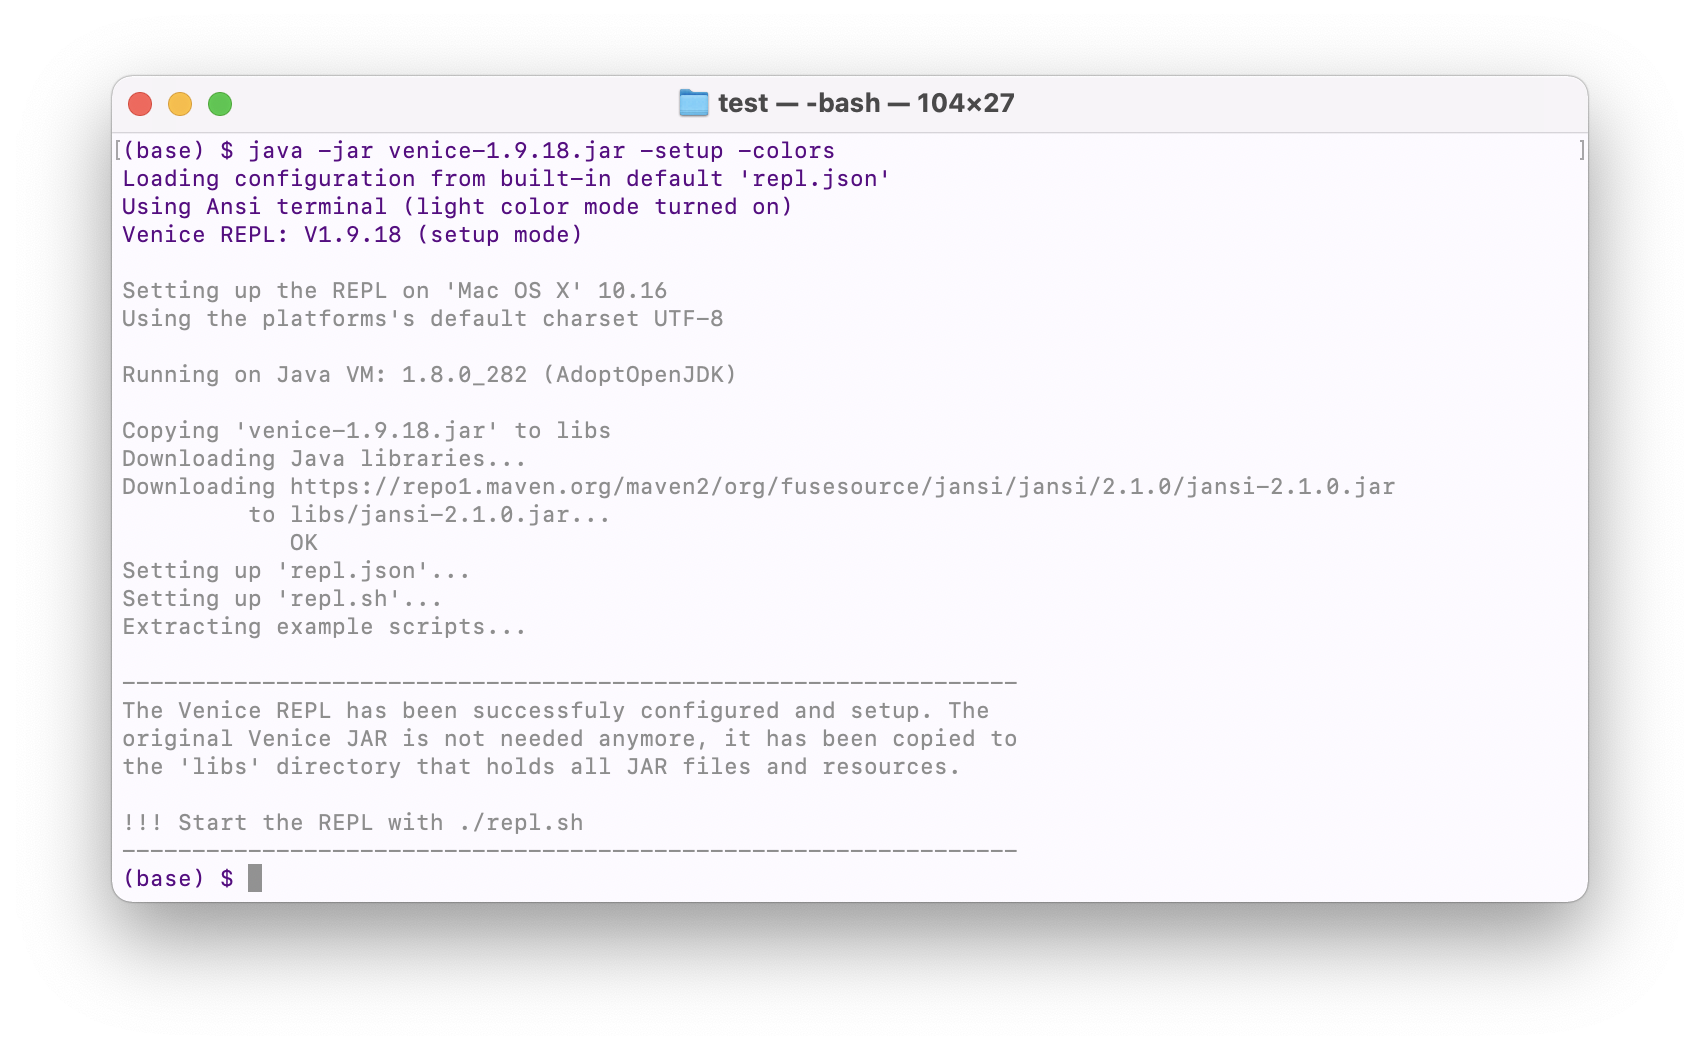 test — -bash — 104×27
[(base) $ java -jar venice-1.9.18.jar -setup -colors ]
Loading configuration from built-in default 'repl.json'
Using Ansi terminal (light color mode turned on)
Venice REPL: V1.9.18 (setup mode)
Setting up the REPL on 'Mac OS X' 10.16
Using the platforms's default charset UTF-8
Running on Java VM: 1.8.0_282 (AdoptOpenJDK)
Copying 'venice-1.9.18.jar' to libs
Downloading Java libraries...
Downloading https://repo1.maven.org/maven2/org/fusesource/jansi/jansi/2.1.0/jansi-2.1.0.jar
to libs/jansi-2.1.0.jar...
OK
Setting up 'repl.json'...
Setting up 'repl.sh'...
Extracting example scripts...
----------------------------------------------------------------
The Venice REPL has been successfuly configured and setup. The
original Venice JAR is not needed anymore, it has been copied to
the 'libs' directory that holds all JAR files and resources.
!!! Start the REPL with ./repl.sh
----------------------------------------------------------------
(base) $